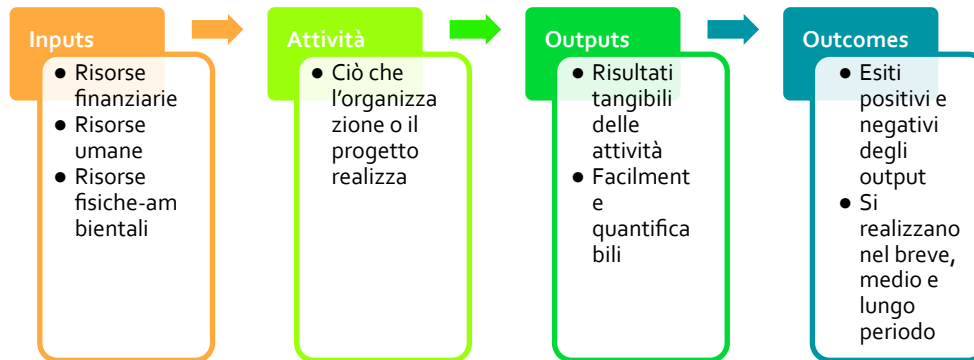 Inputs
● Risorse
finanziarie
● Risorse
umane
● Risorse
fisiche-am
bientali
Attività
● Ciò che
l'organizza
zione o il
progetto
realizza
Outputs
● Risultati
tangibili
delle
attività
● Facilment
e
quantifica
bili
Outcomes
● Esiti
positivi e
negativi
degli
output
● Si
realizzano
nel breve,
medio e
lungo
periodo